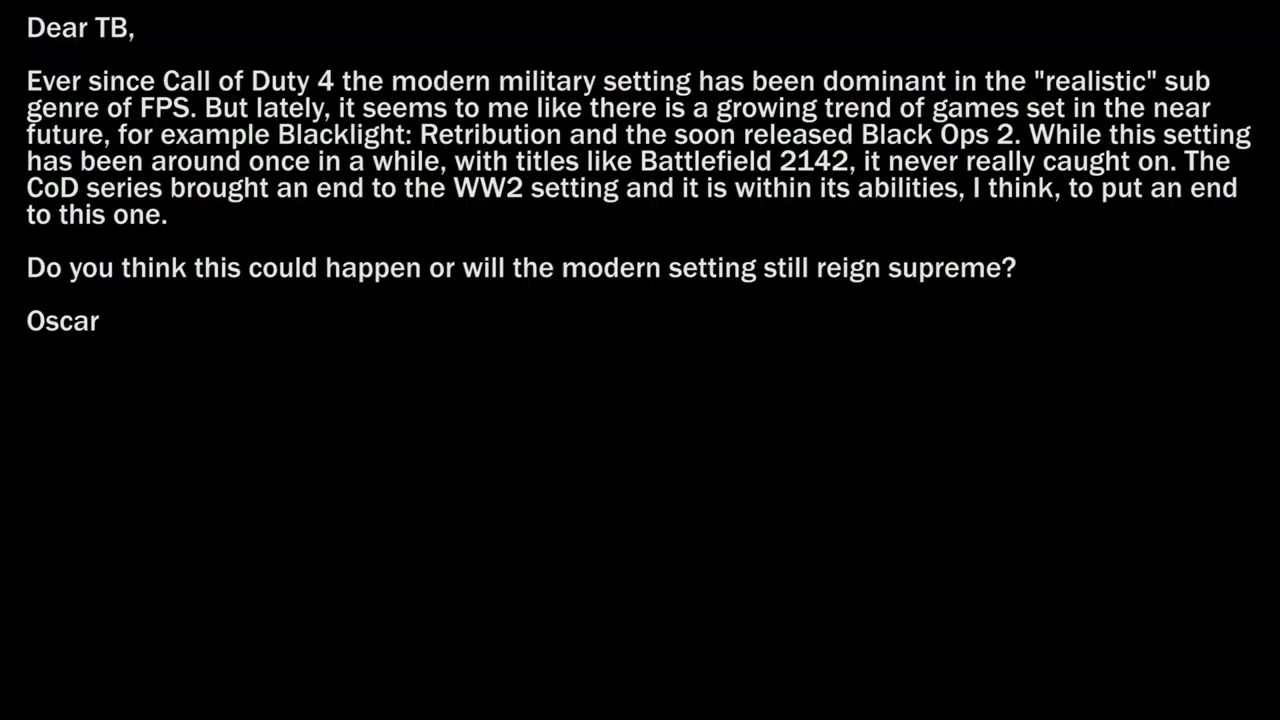 Dear TB,
Ever since Call of Duty 4 the modern military setting has been dominant in the "realistic" sub
genre of FPS. But lately, it seems to me like there is a growing trend of games set in the near
future, for example Blacklight: Retribution and the soon released Black Ops 2. While this setting
has been around once in a while, with titles like Battlefield 2142, it never really caught on. The
CoD series brought an end to the WW2 setting and it is within its abilities, I think, to put an end
to this one.
Do you think this could happen or will the modern setting still reign supreme?
Oscar